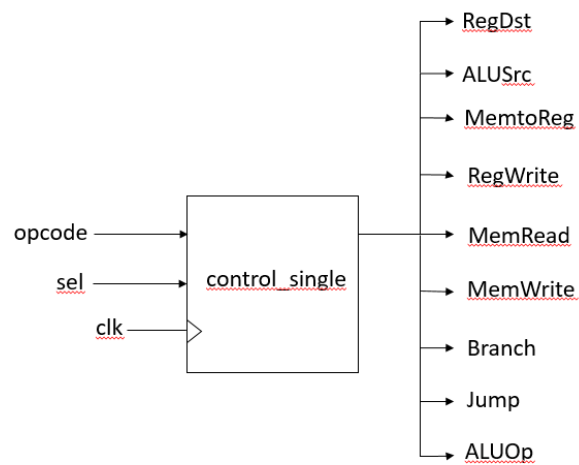 RegDst
ALUSrc
MemtoReg
RegWrite
opcode
MemRead
sel
control_single
MemWrite
clk
Branch
Jump
ALUOp